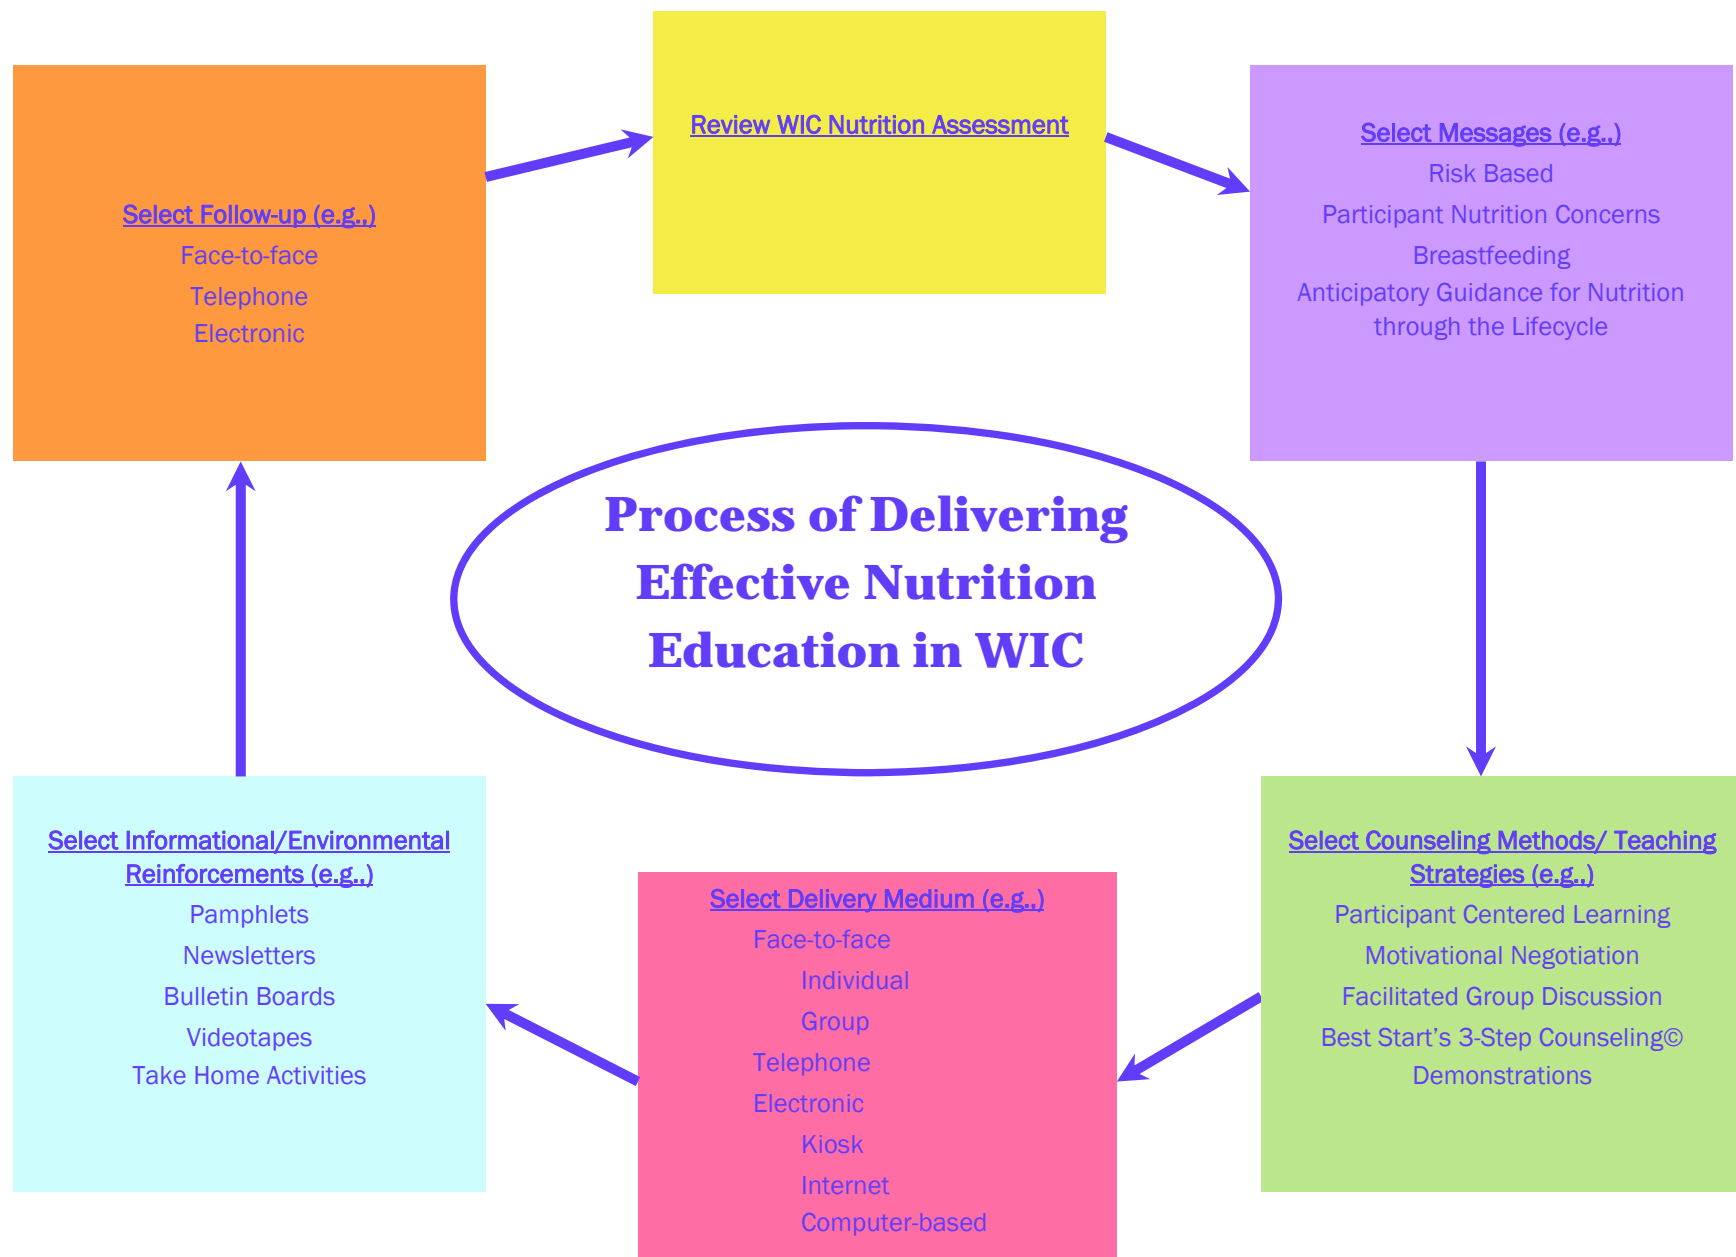 Review WIC Nutrition Assessment
Select Messages (e.g.,)
Risk Based
Participant Nutrition Concerns
Breastfeeding
Anticipatory Guidance for Nutrition
through the Lifecycle
Select Counseling Methods/ Teaching
Strategies (e.g.,)
Participant Centered Learning
Motivational Negotiation
Facilitated Group Discussion
Best Start’s 3-Step Counseling©
Demonstrations
Select Delivery Medium (e.g.,)
Face-to-face
Individual
Group
Telephone
Electronic
Kiosk
Internet
Computer-based
Select Informational/Environmental
Reinforcements (e.g.,)
Pamphlets
Newsletters
Bulletin Boards
Videotapes
Take Home Activities
Select Follow-up (e.g.,)
Face-to-face
Telephone
Electronic
Process of Delivering
Effective Nutrition
Education in WIC